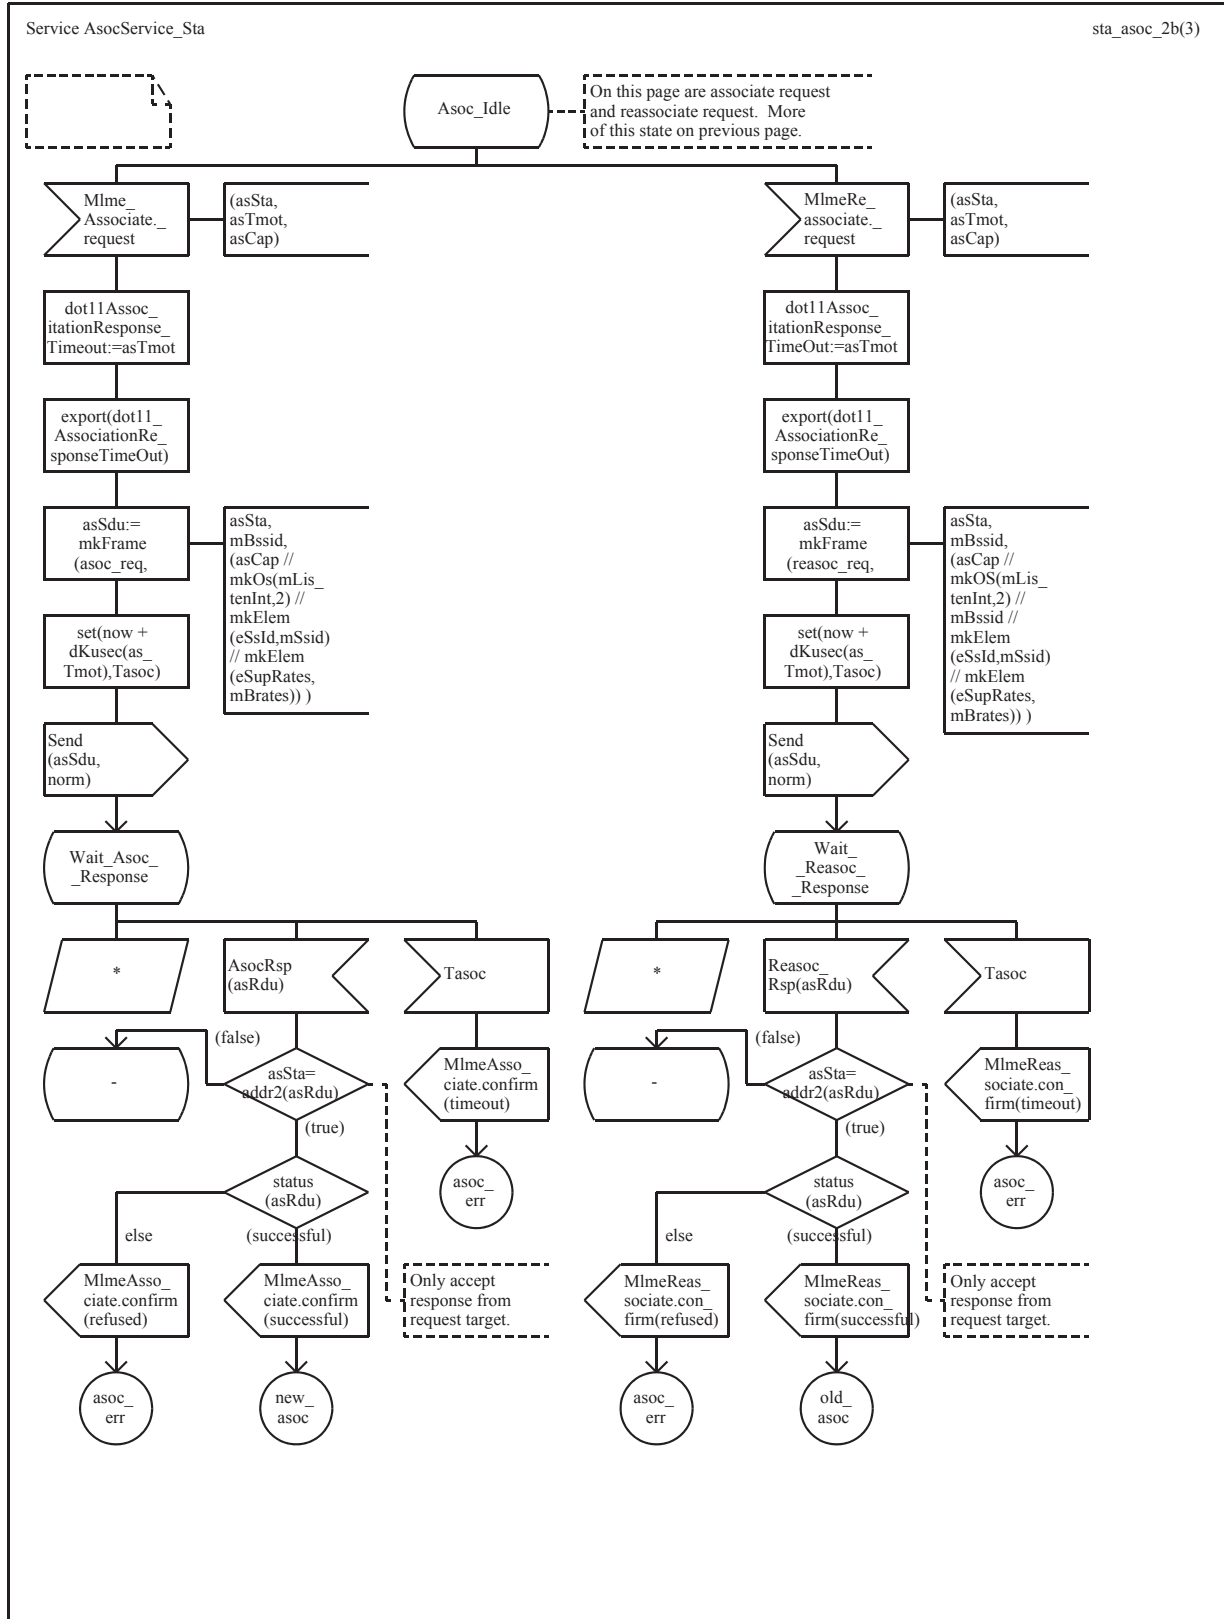 Service AsocService_Sta
sta_asoc_2b(3)
Asoc_Idle
On this page are associate request
and reassociate request.  More
of this state on previous page.
Mlme_
Associate._
request
(asSta,
asTmot,
asCap)
dot11Assoc_
itationResponse_
Timeout:=asTmot
export(dot11_
AssociationRe_
sponseTimeOut)
asSdu:=
mkFrame
(asoc_req,
asSta,
mBssid,
(asCap //
mkOs(mLis_
tenInt,2) //
mkElem
(eSsId,mSsid)
// mkElem
(eSupRates,
mBrates)) )
set(now +
dKusec(as_
Tmot),Tasoc)
Send
(asSdu,
norm)
Wait_Asoc_
_Response
*
AsocRsp
(asRdu)
Tasoc
-
(false)
asSta=
addr2(asRdu)
(true)
MlmeAsso_
ciate.confirm
(timeout)
asoc_
err
status
(asRdu)
else
(successful)
MlmeAsso_
ciate.confirm
(refused)
MlmeAsso_
ciate.confirm
(successful)
Only accept
response from
request target.
asoc_
err
new_
asoc
MlmeRe_
associate._
request
(asSta,
asTmot,
asCap)
dot11Assoc_
itationResponse_
TimeOut:=asTmot
export(dot11_
AssociationRe_
sponseTimeOut)
asSdu:=
mkFrame
(reasoc_req,
asSta,
mBssid,
(asCap //
mkOS(mLis_
tenInt,2) //
mBssid //
mkElem
(eSsId,mSsid)
// mkElem
(eSupRates,
mBrates)) )
set(now +
dKusec(as_
Tmot),Tasoc)
Send
(asSdu,
norm)
Wait_
_Reasoc_
_Response
*
Reasoc_
Rsp(asRdu)
Tasoc
-
(false)
asSta=
addr2(asRdu)
(true)
MlmeReas_
sociate.con_
firm(timeout)
asoc_
err
status
(asRdu)
else
(successful)
MlmeReas_
sociate.con_
firm(refused)
MlmeReas_
sociate.con_
firm(successful)
Only accept
response from
request target.
asoc_
err
old_
asoc